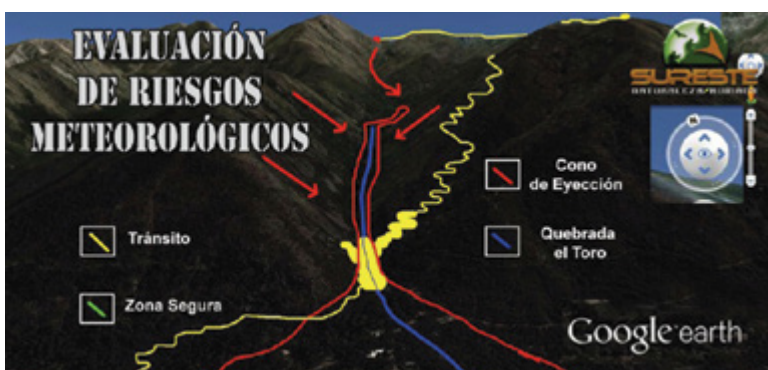 EVALUACIÓN
DE RIESGOS
METEOROLÓGICOS
SURESTE
Cono
de Eyección
Tránsito
Quebrada
el Toro
Zona Segura
Google earth